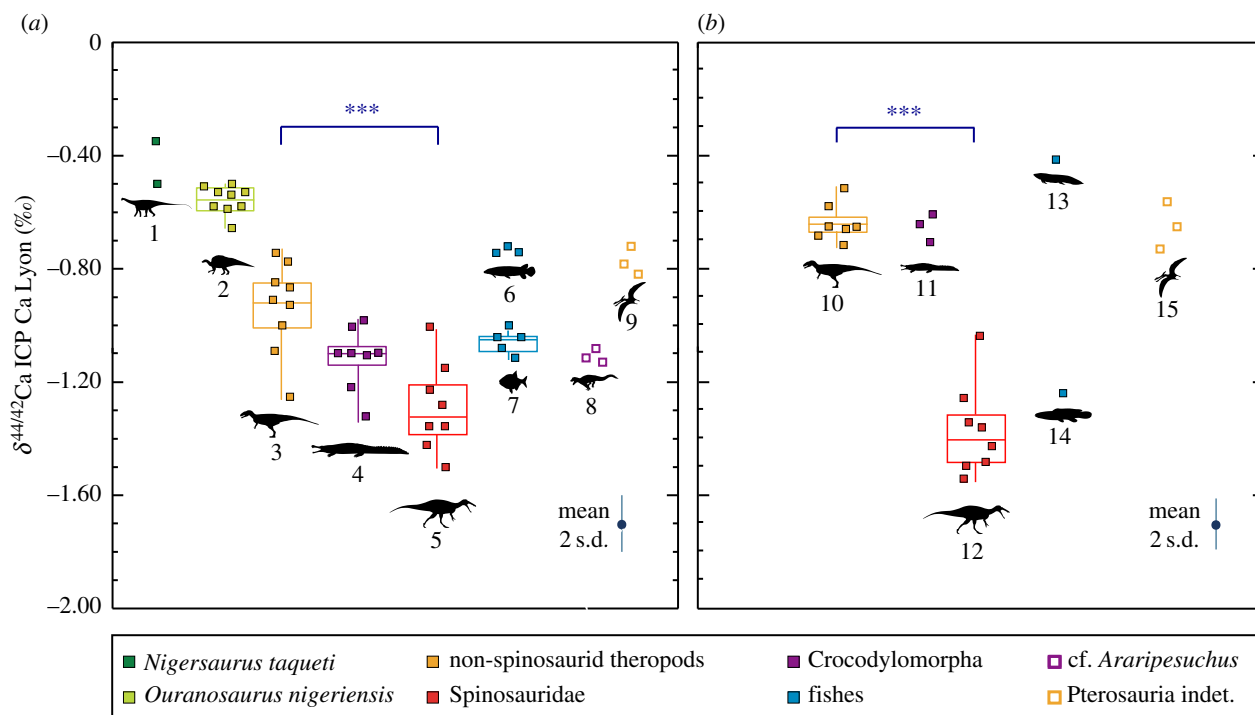 (a)
(b)
δ44/42Ca ICP Ca Lyon (‰)
0
–0.40
–0.80
–1.20
–1.60
–2.00
***
1
2
3
4
5
6
7
8
9
mean
2 s.d.
***
10
11
12
13
14
15
mean
2 s.d.
Nigersaurus taqueti
non-spinosaurid theropods
Crocodylomorpha
cf. Araripesuchus
Ouranosaurus nigeriensis
Spinosauridae
fishes
Pterosauria indet.